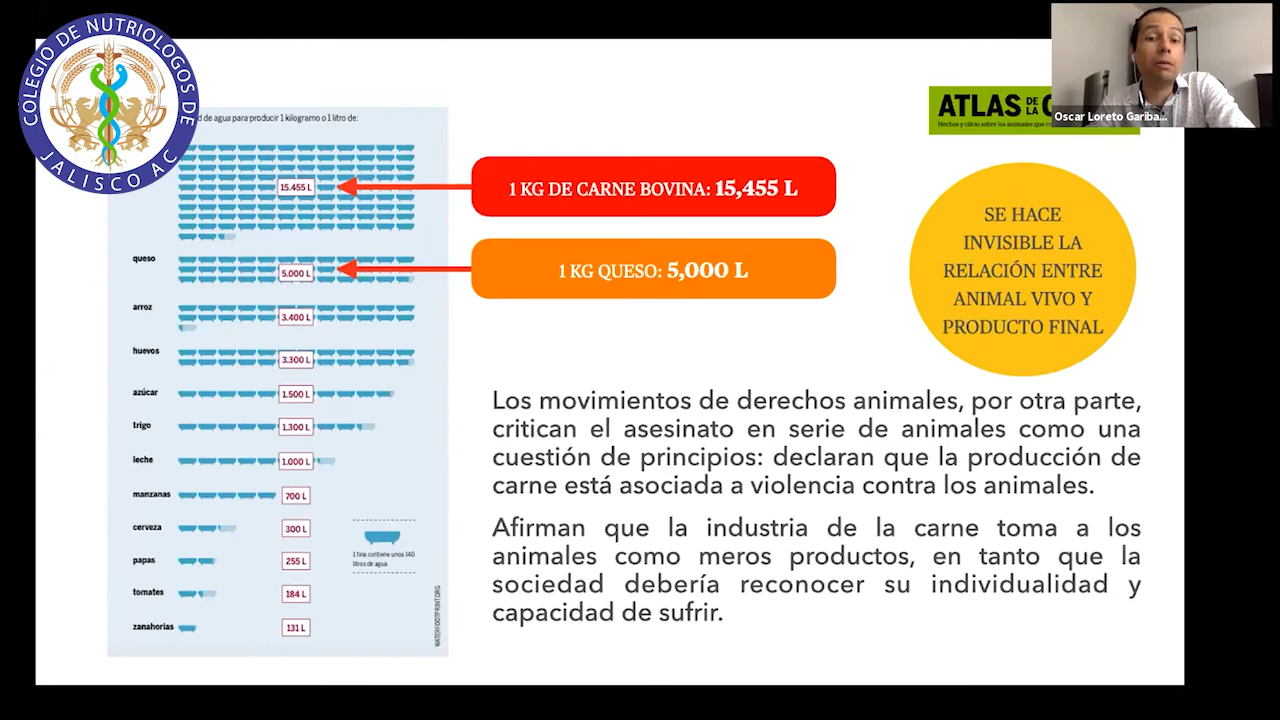 COLEGIO DE NUTRIOLOGOS DE
JALISCO AC
de agua para producir 1 kilogramo o 1 litro de:
15.455 L
queso
5.000 L
arroz
3.400 L
huevos
3.300 L
azúcar
1.500 L
trigo
1.300 L
leche
1.000 L
manzanas
700 L
cerveza
300 L
papas
255 L
tomates
184 L
zanahorias
131 L
1 tina contiene unos 140
litros de agua
WATERFOOTPRINT.ORG
1 KG DE CARNE BOVINA: 15,455 L
1 KG QUESO: 5,000 L
ATLAS DE LA
Hechos y cifras sobre los animales que
Oscar Loreto Gariba...
SE HACE
INVISIBLE LA
RELACIÓN ENTRE
ANIMAL VIVO Y
PRODUCTO FINAL
Los movimientos de derechos animales, por otra parte,
critican el asesinato en serie de animales como una
cuestión de principios: declaran que la producción de
carne está asociada a violencia contra los animales.
Afirman que la industria de la carne toma a los
animales como meros productos, en tanto que la
sociedad debería reconocer su individualidad y
capacidad de sufrir.